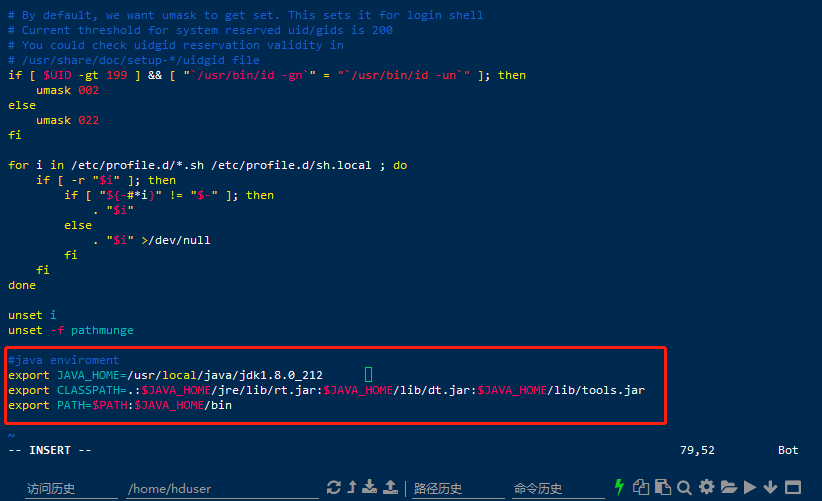 # By default, we want umask to get set. This sets it for login shell
# Current threshold for system reserved uid/gids is 200
# You could check uidgid reservation validity in
# /usr/share/doc/setup-*/uidgid file
if [ $UID -gt 199 ] && [ "`/usr/bin/id -gn`" = "`/usr/bin/id -un`" ]; then
    umask 002
else
    umask 022
fi

for i in /etc/profile.d/*.sh /etc/profile.d/sh.local ; do
    if [ -r "$i" ]; then
        if [ "${-#*i}" != "$-" ]; then
            . "$i"
        else
            . "$i" >/dev/null
        fi
    fi
done

unset i
unset -f pathmunge

#java enviroment
export JAVA_HOME=/usr/local/java/jdk1.8.0_212
export CLASSPATH=.:$JAVA_HOME/jre/lib/rt.jar:$JAVA_HOME/lib/dt.jar:$JAVA_HOME/lib/tools.jar
export PATH=$PATH:$JAVA_HOME/bin
~
-- INSERT -- 79,52 Bot
访问历史 /home/hduser 路径历史 命令历史